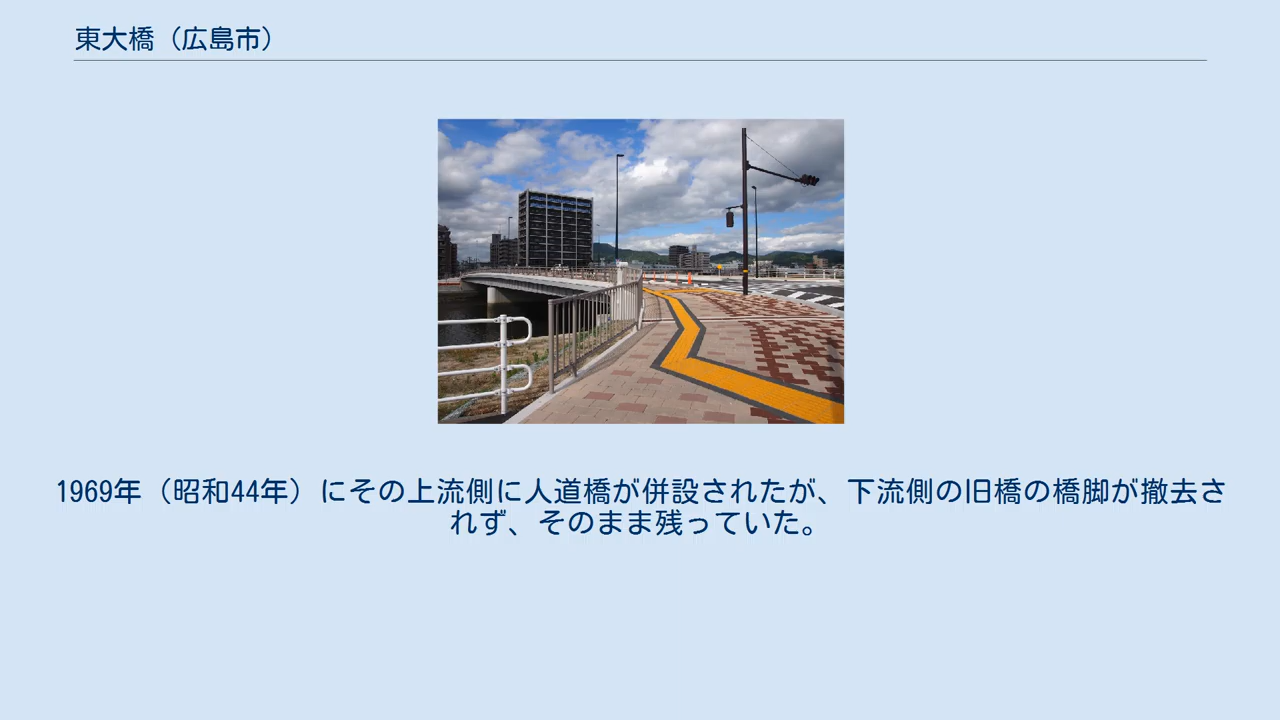 東大橋（広島市）
1969年（昭和44年）にその上流側に人道橋が併設されたが、下流側の旧橋の橋脚が撤去さ
れず、そのまま残っていた。